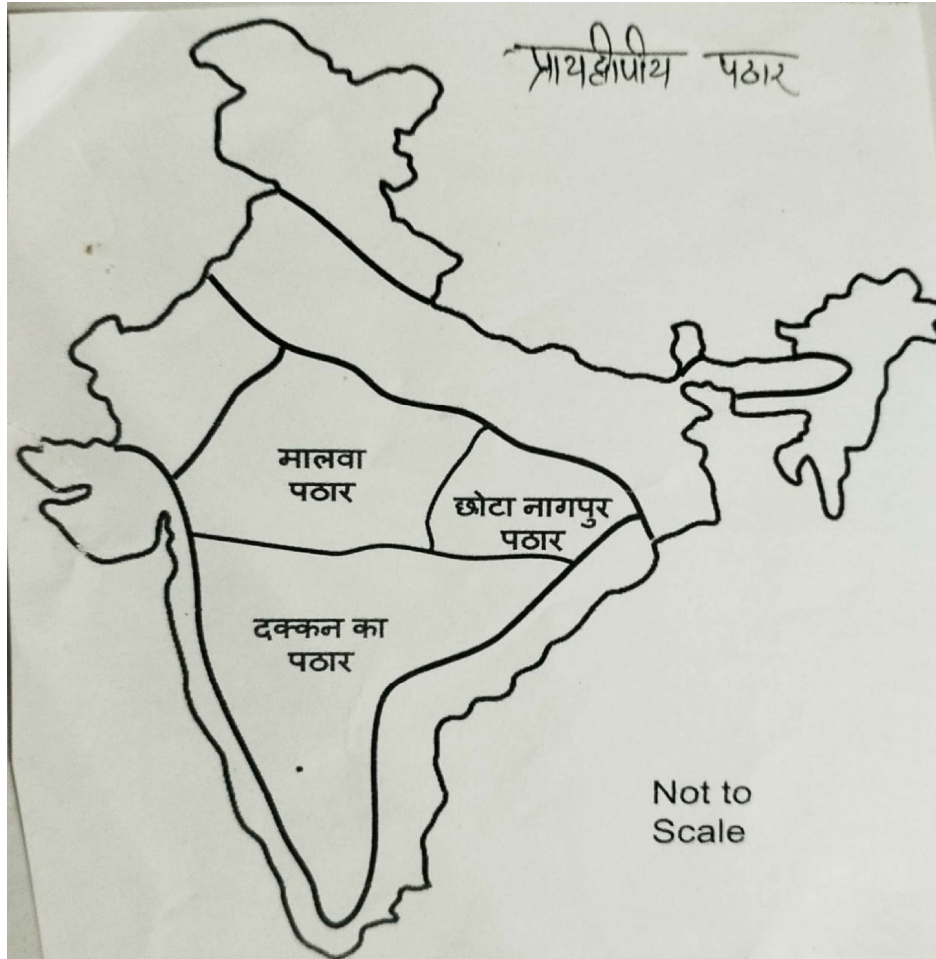 प्रायद्वीपीय पठार
मालवा
पठार
छोटा नागपुर
पठार
दक्कन का
पठार
Not to
Scale